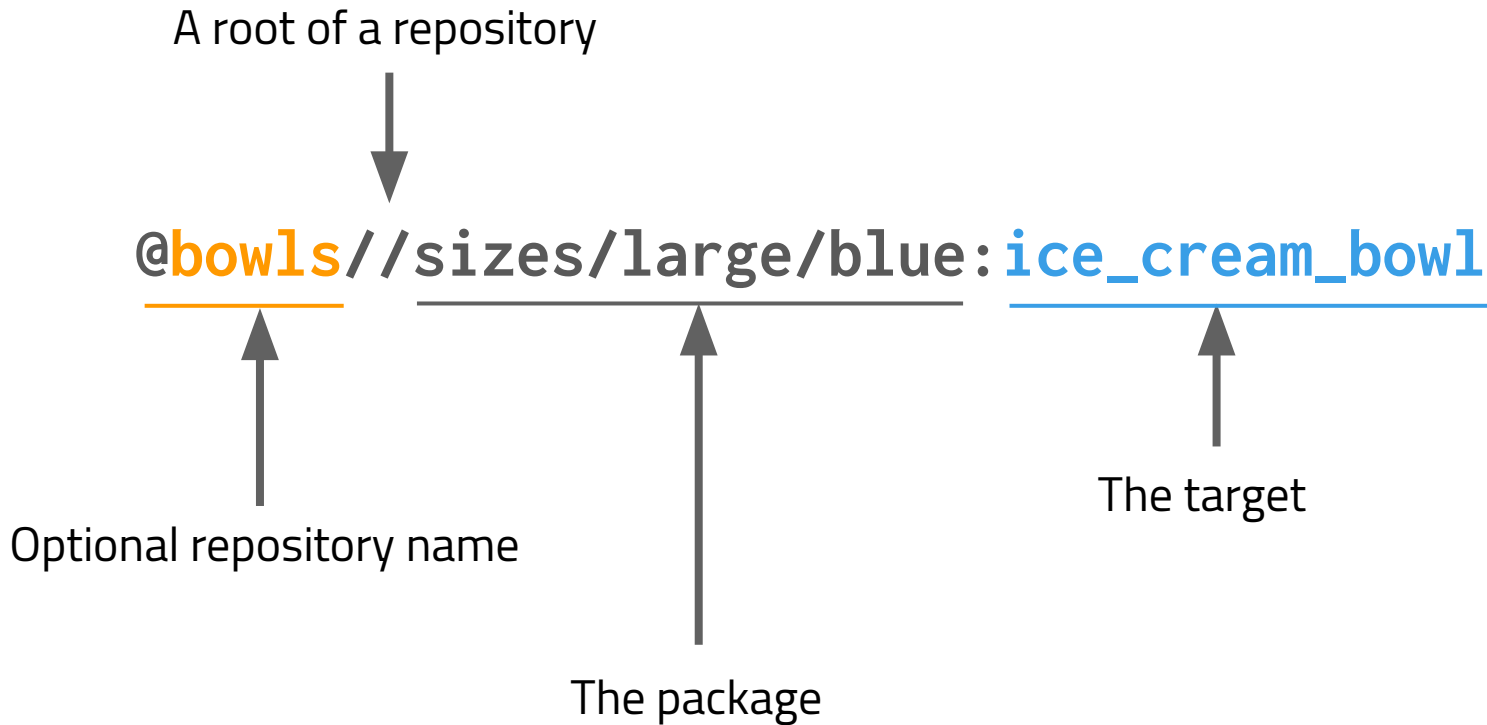 A root of a repository
@bowls//sizes/large/blue:ice_cream_bowl
Optional repository name
The target
The package